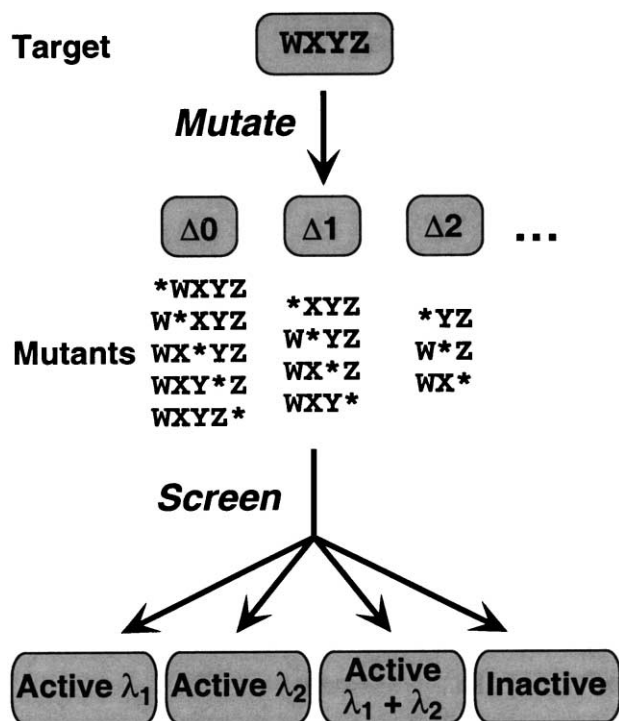 Target
WXYZ
Mutate
Δ0
Δ1
Δ2
...
Mutants
*WXYZ
W*XYZ
WX*YZ
WXY*Z
WXYZ*
*XYZ
W*YZ
WX*Z
WXY*
*YZ
W*Z
WX*
Screen
Active λ₁
Active λ₂
Active
λ₁ + λ₂
Inactive